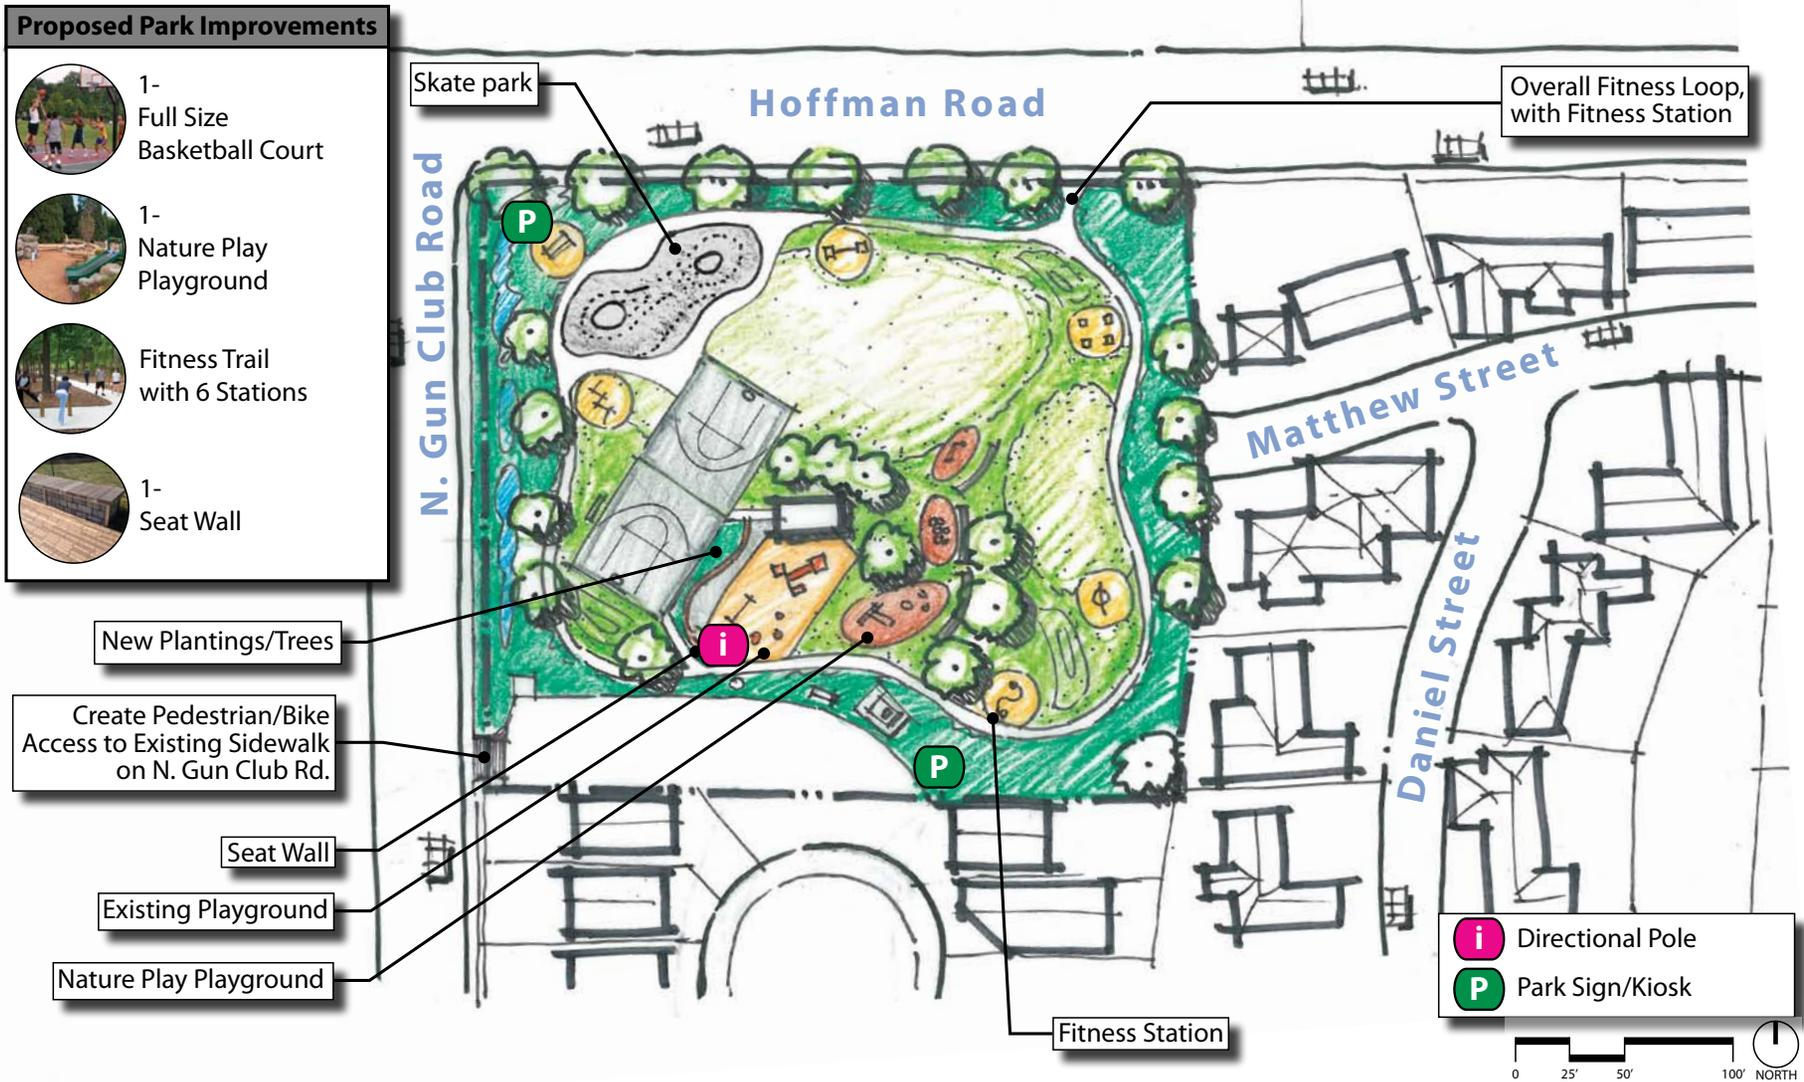 Proposed Park Improvements
1-
Full Size
Basketball Court
1-
Nature Play
Playground
Fitness Trail
with 6 Stations
1-
Seat Wall
Skate park
Hoffman Road
Overall Fitness Loop,
with Fitness Station
N. Gun Club Road
P
Matthew Street
Daniel Street
New Plantings/Trees
i
Create Pedestrian/Bike
Access to Existing Sidewalk
on N. Gun Club Rd.
P
Seat Wall
Existing Playground
Nature Play Playground
Fitness Station
i Directional Pole
P Park Sign/Kiosk
0 25' 50' 100'
NORTH